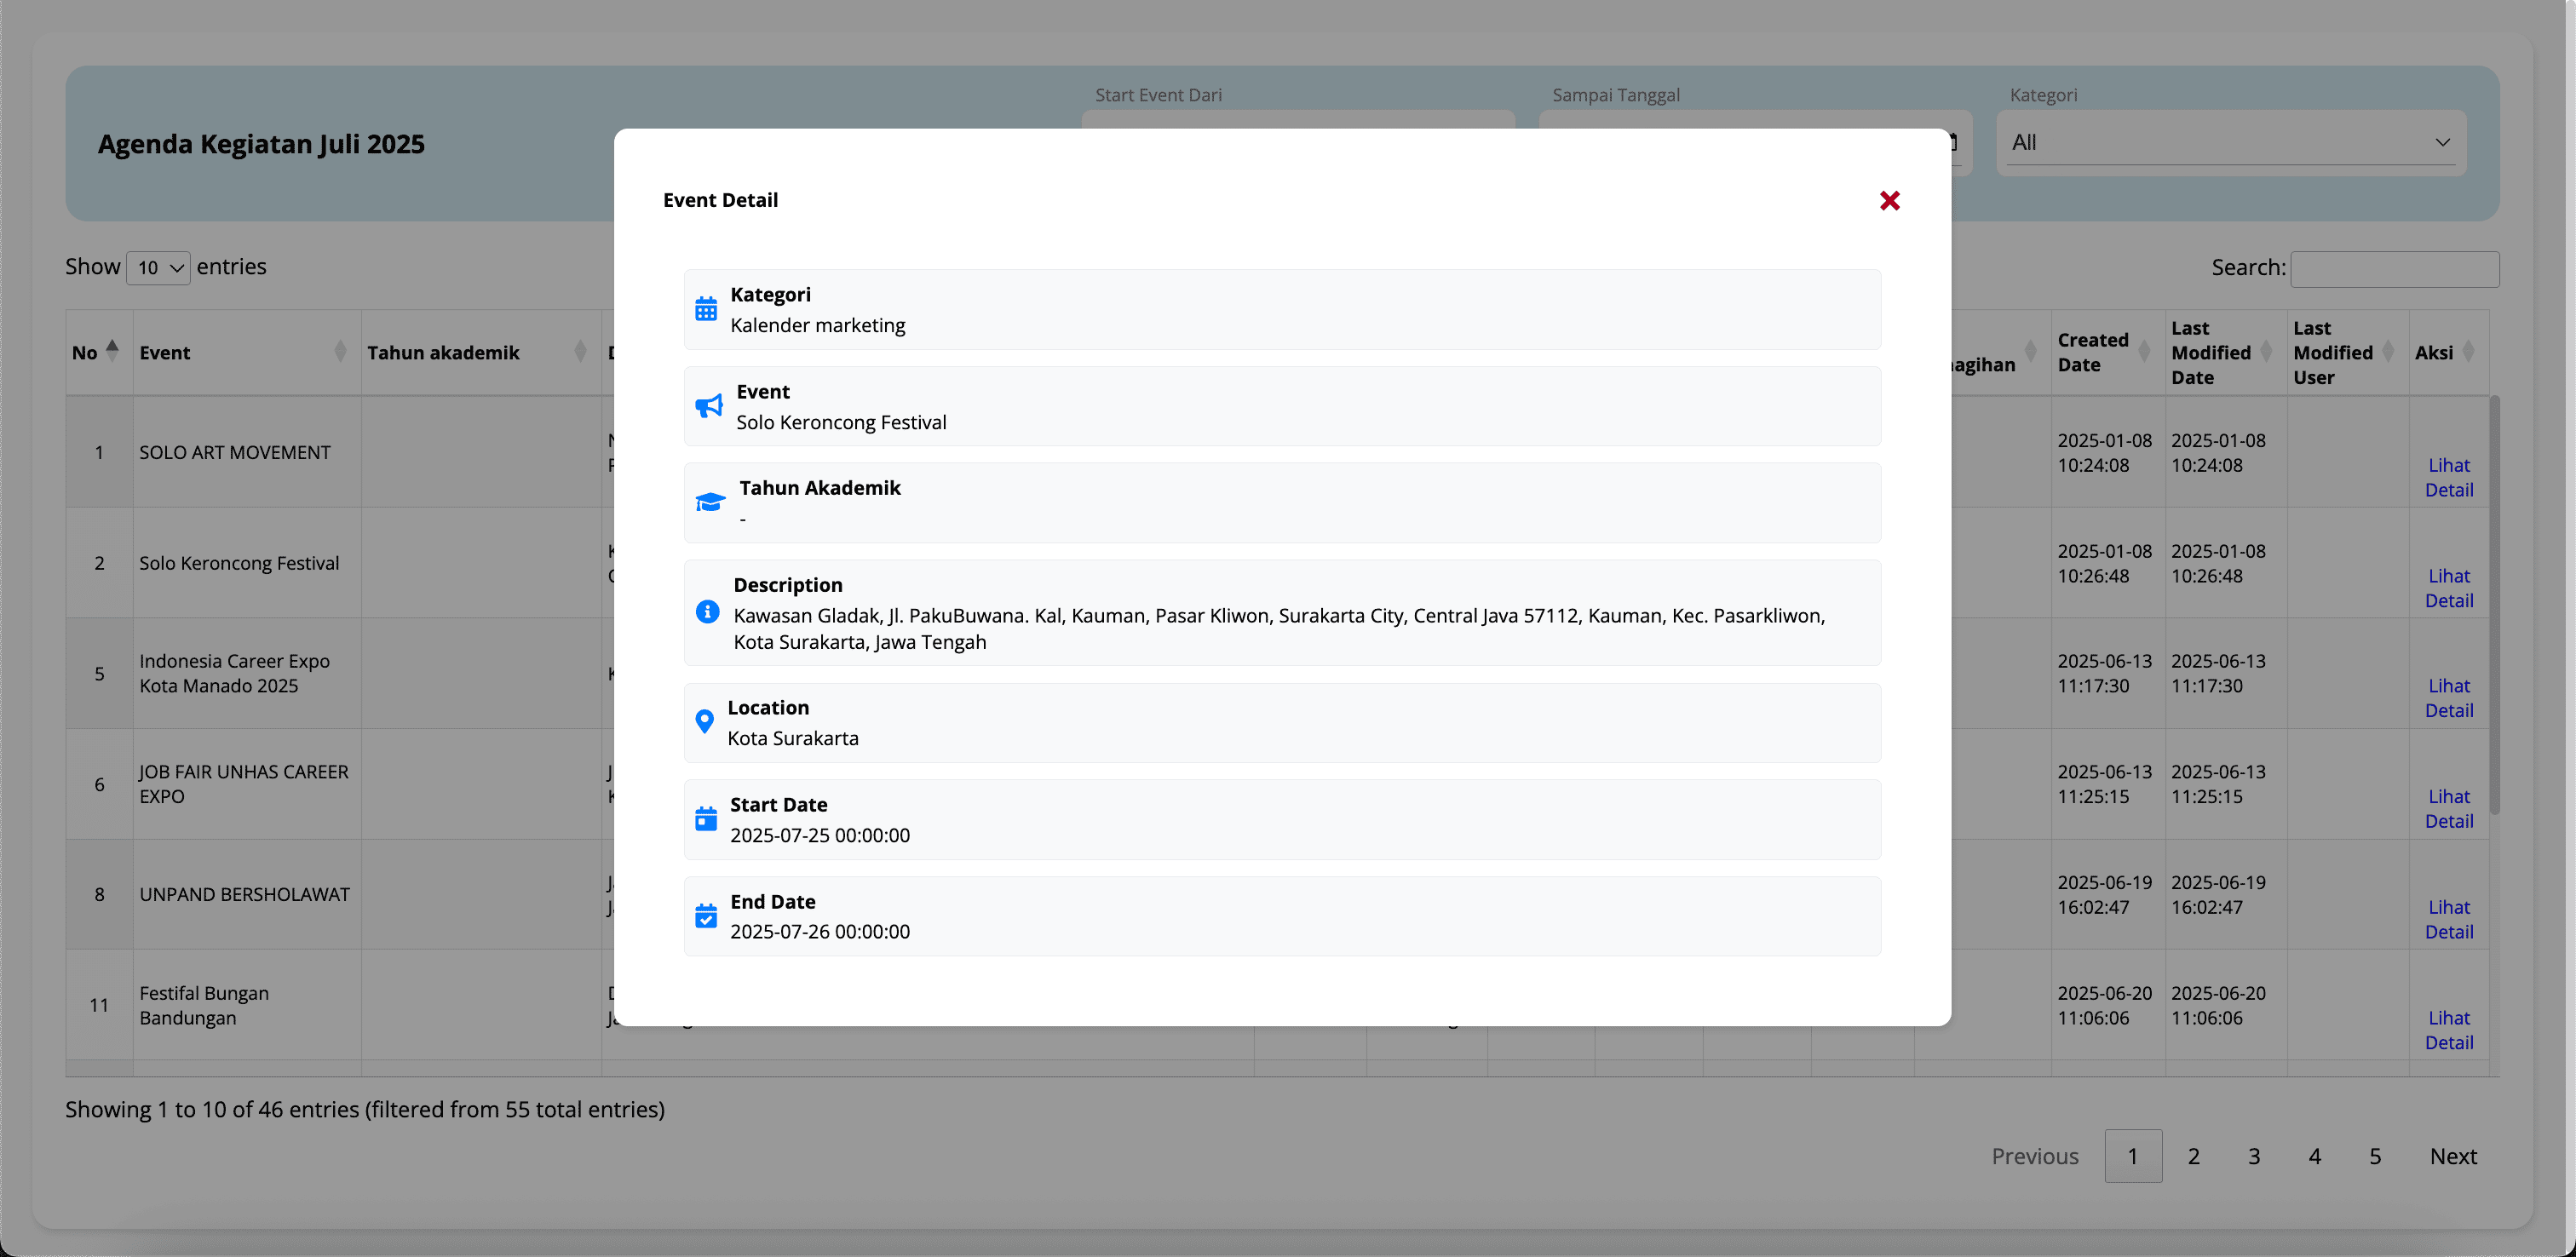 Start Event Dari
Sampai Tanggal
Kategori
Agenda Kegiatan Juli 2025
All
Event Detail
Kategori
Kalender marketing
Event
Solo Keroncong Festival
Tahun Akademik
-
Description
Kawasan Gladak, Jl. PakuBuwana. Kal, Kauman, Pasar Kliwon, Surakarta City, Central Java 57112, Kauman, Kec. Pasarkliwon,
Kota Surakarta, Jawa Tengah
Location
Kota Surakarta
Start Date
2025-07-25 00:00:00
End Date
2025-07-26 00:00:00
Show 10 entries
Search:
No
Event
Tahun akademik
Created
Date
Last
Modified
Date
Last
Modified
User
Aksi
1
SOLO ART MOVEMENT
2025-01-08
10:24:08
2025-01-08
10:24:08
Lihat
Detail
2
Solo Keroncong Festival
2025-01-08
10:26:48
2025-01-08
10:26:48
Lihat
Detail
5
Indonesia Career Expo
Kota Manado 2025
2025-06-13
11:17:30
2025-06-13
11:17:30
Lihat
Detail
6
JOB FAIR UNHAS CAREER
EXPO
2025-06-13
11:25:15
2025-06-13
11:25:15
Lihat
Detail
8
UNPAND BERSHOLAWAT
2025-06-19
16:02:47
2025-06-19
16:02:47
Lihat
Detail
11
Festifal Bungan
Bandungan
2025-06-20
11:06:06
2025-06-20
11:06:06
Lihat
Detail
Showing 1 to 10 of 46 entries (filtered from 55 total entries)
Previous 1 2 3 4 5 Next